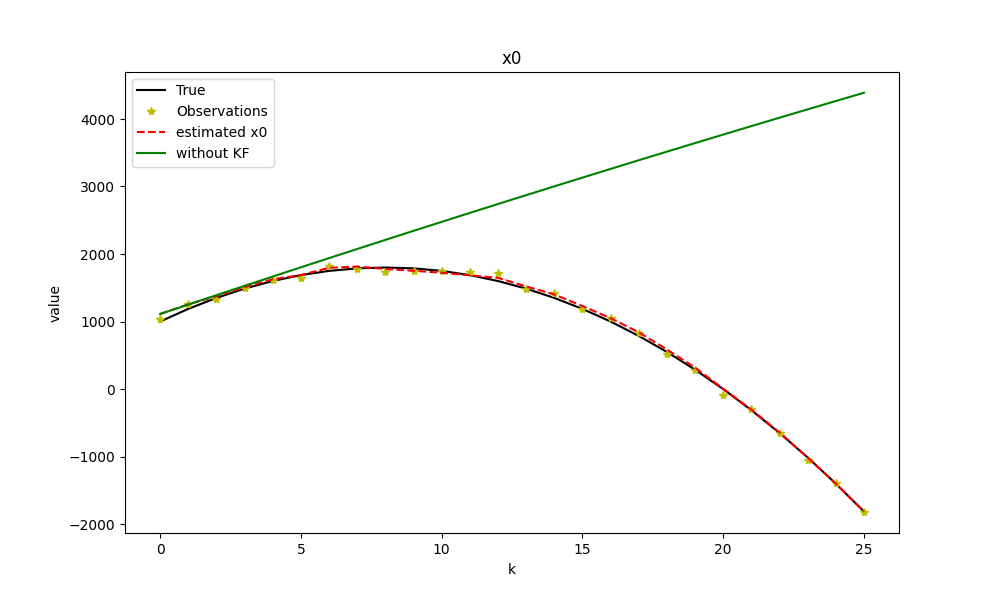 x0
True
Observations
estimated x0
without KF
4000
3000
2000
1000
0
−1000
−2000
value
0 5 10 15 20 25
k